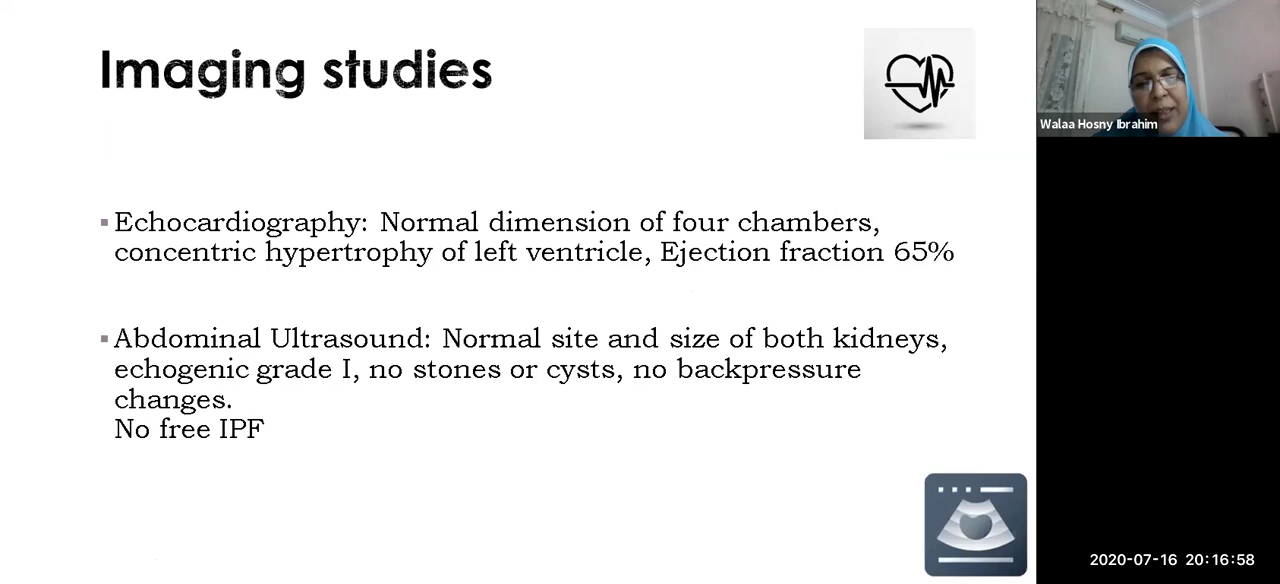 Imaging studies
Walaa Hosny Ibrahim
Echocardiography: Normal dimension of four chambers,
concentric hypertrophy of left ventricle, Ejection fraction 65%
Abdominal Ultrasound: Normal site and size of both kidneys,
echogenic grade I, no stones or cysts, no backpressure
changes.
No free IPF
2020-07-16 20:16:58